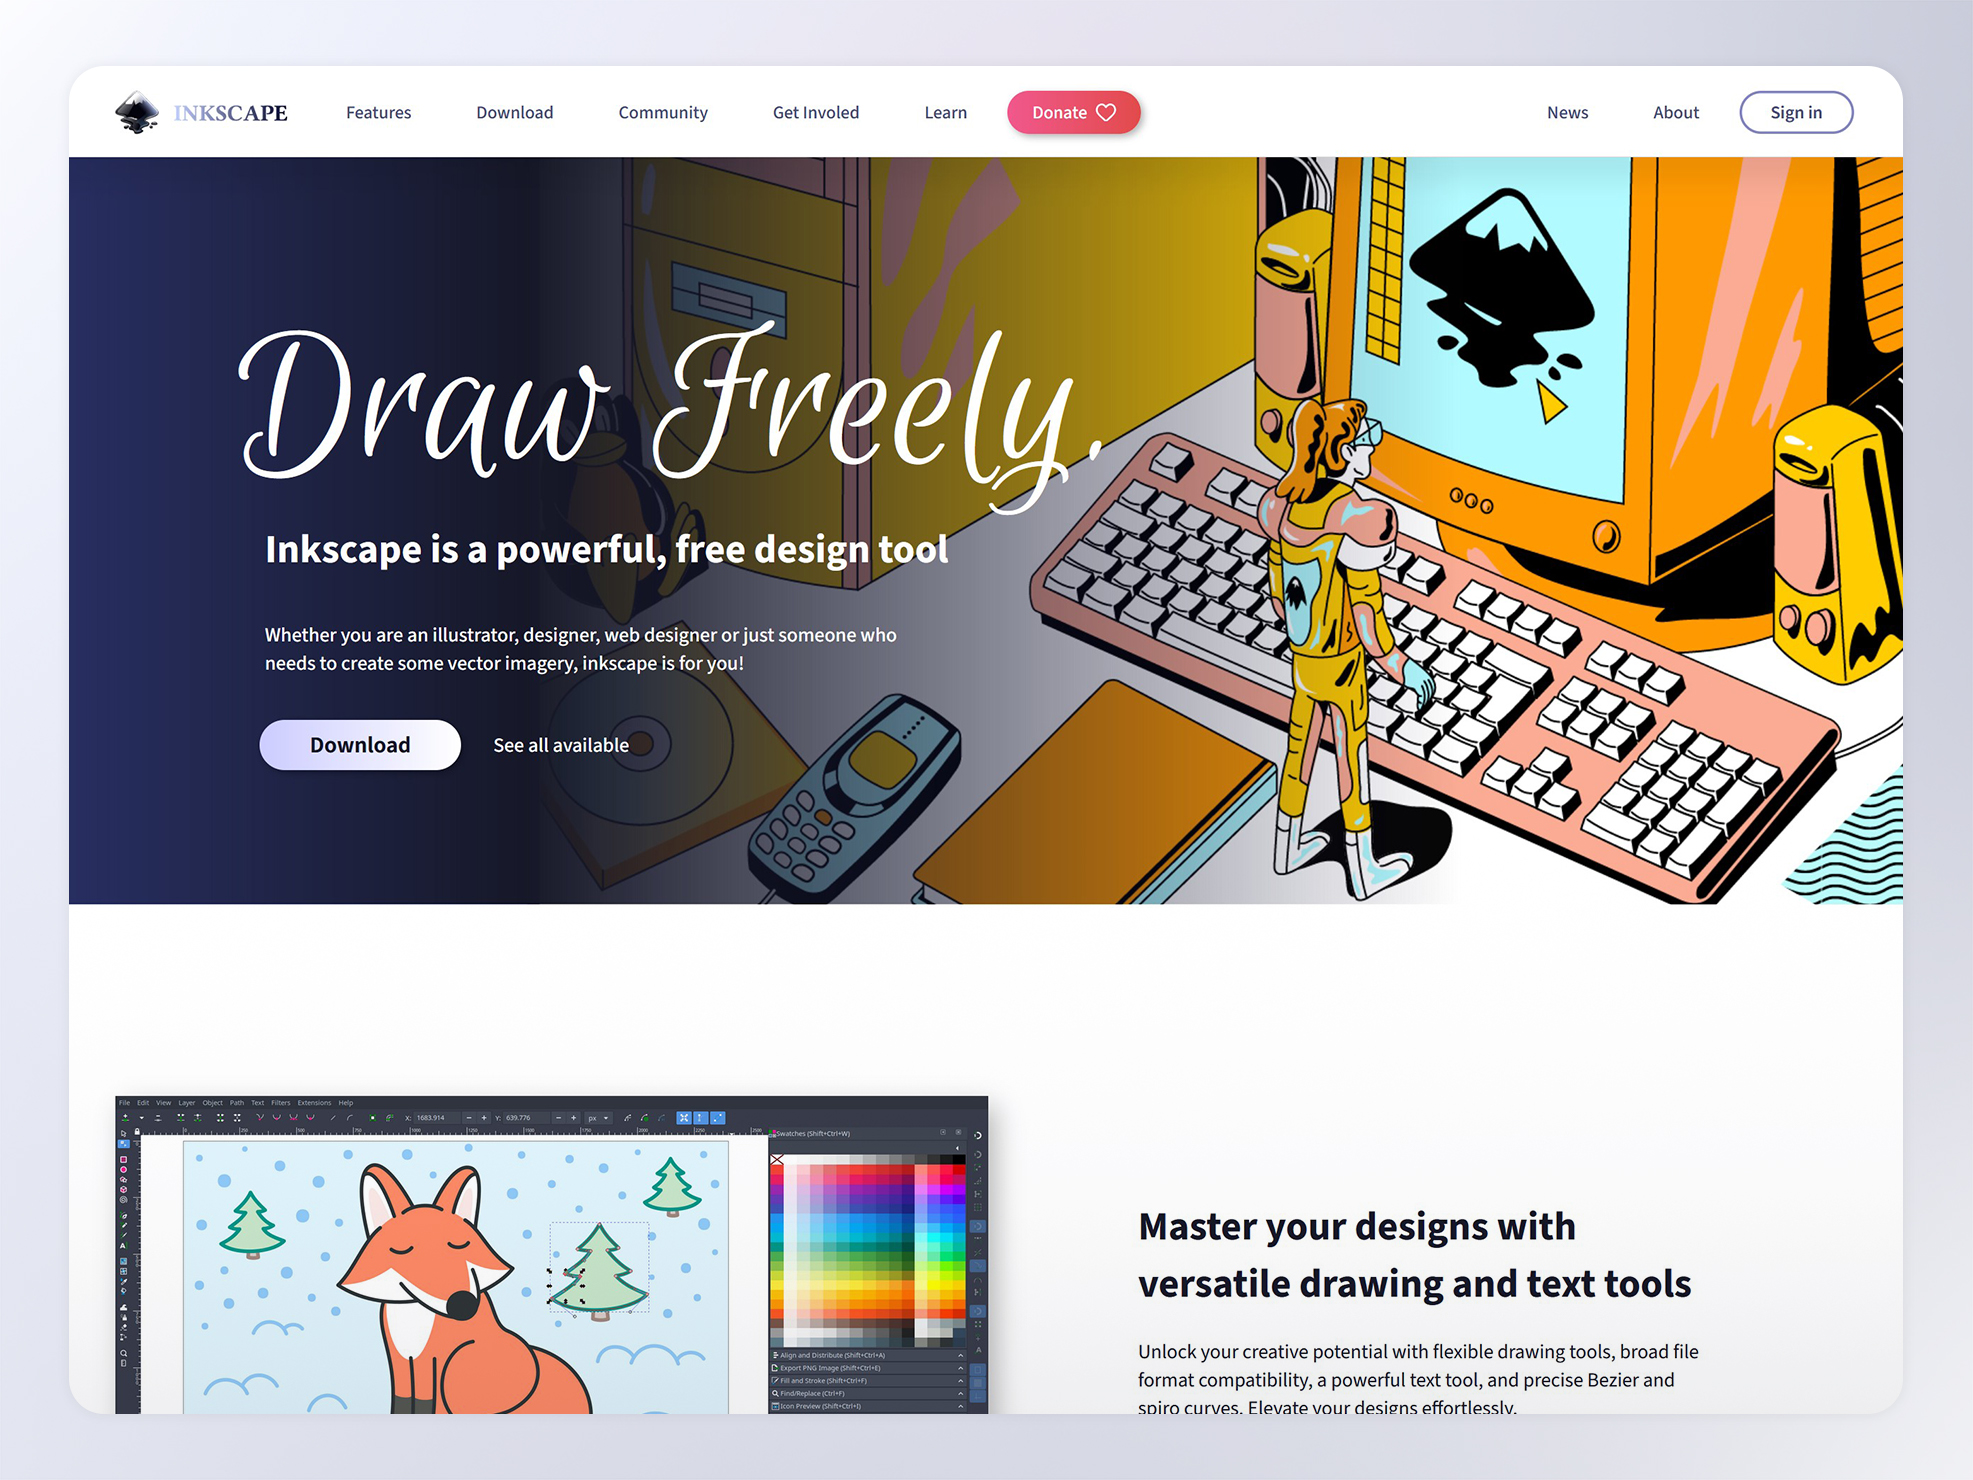 INKSCAPE
Features
Download
Community
Get Involed
Learn
Donate
News
About
Sign in
Draw Freely.
Inkscape is a powerful, free design tool
Whether you are an illustrator, designer, web designer or just someone who
needs to create some vector imagery, inkscape is for you!
Download
See all available
File Edit View Layer Object Path Text Filters Extensions Help
X: 1683.914
Y: 639.776
px
Swatches (Shift+Ctrl+W)
Align and Distribute (Shift+Ctrl+A)
Export PNG Image (Shift+Ctrl+E)
Fill and Stroke (Shift+Ctrl+F)
Find/Replace (Ctrl+F)
Icon Preview (Shift+Ctrl+I)
Master your designs with
versatile drawing and text tools
Unlock your creative potential with flexible drawing tools, broad file
format compatibility, a powerful text tool, and precise Bezier and
spiro curves. Elevate your designs effortlessly.